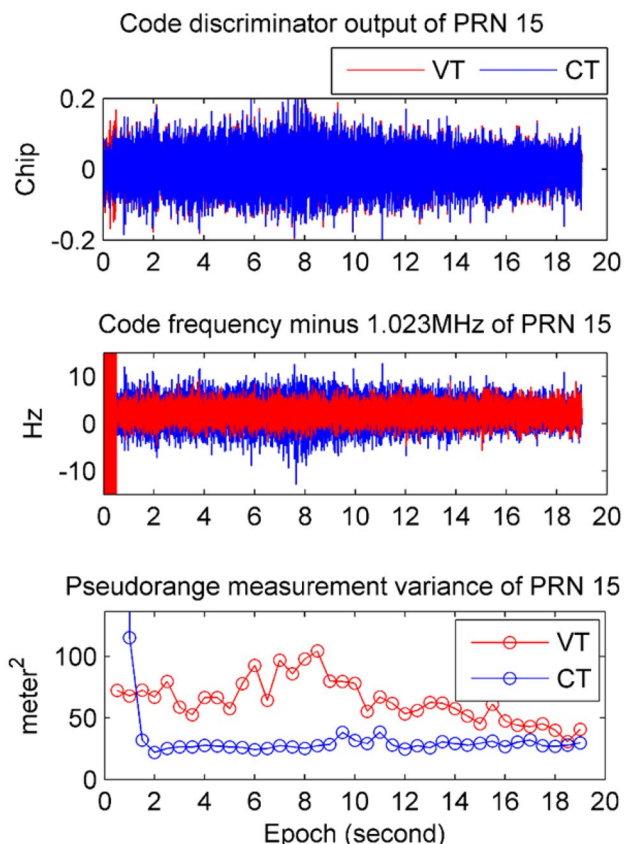 Code discriminator output of PRN 15
VT CT
0.2
0
-0.2
Chip
0 2 4 6 8 10 12 14 16 18 20
Code frequency minus 1.023MHz of PRN 15
10
0
-10
Hz
0 2 4 6 8 10 12 14 16 18 20
Pseudorange measurement variance of PRN 15
VT
CT
100
50
0
meter²
0 2 4 6 8 10 12 14 16 18 20
Epoch (second)